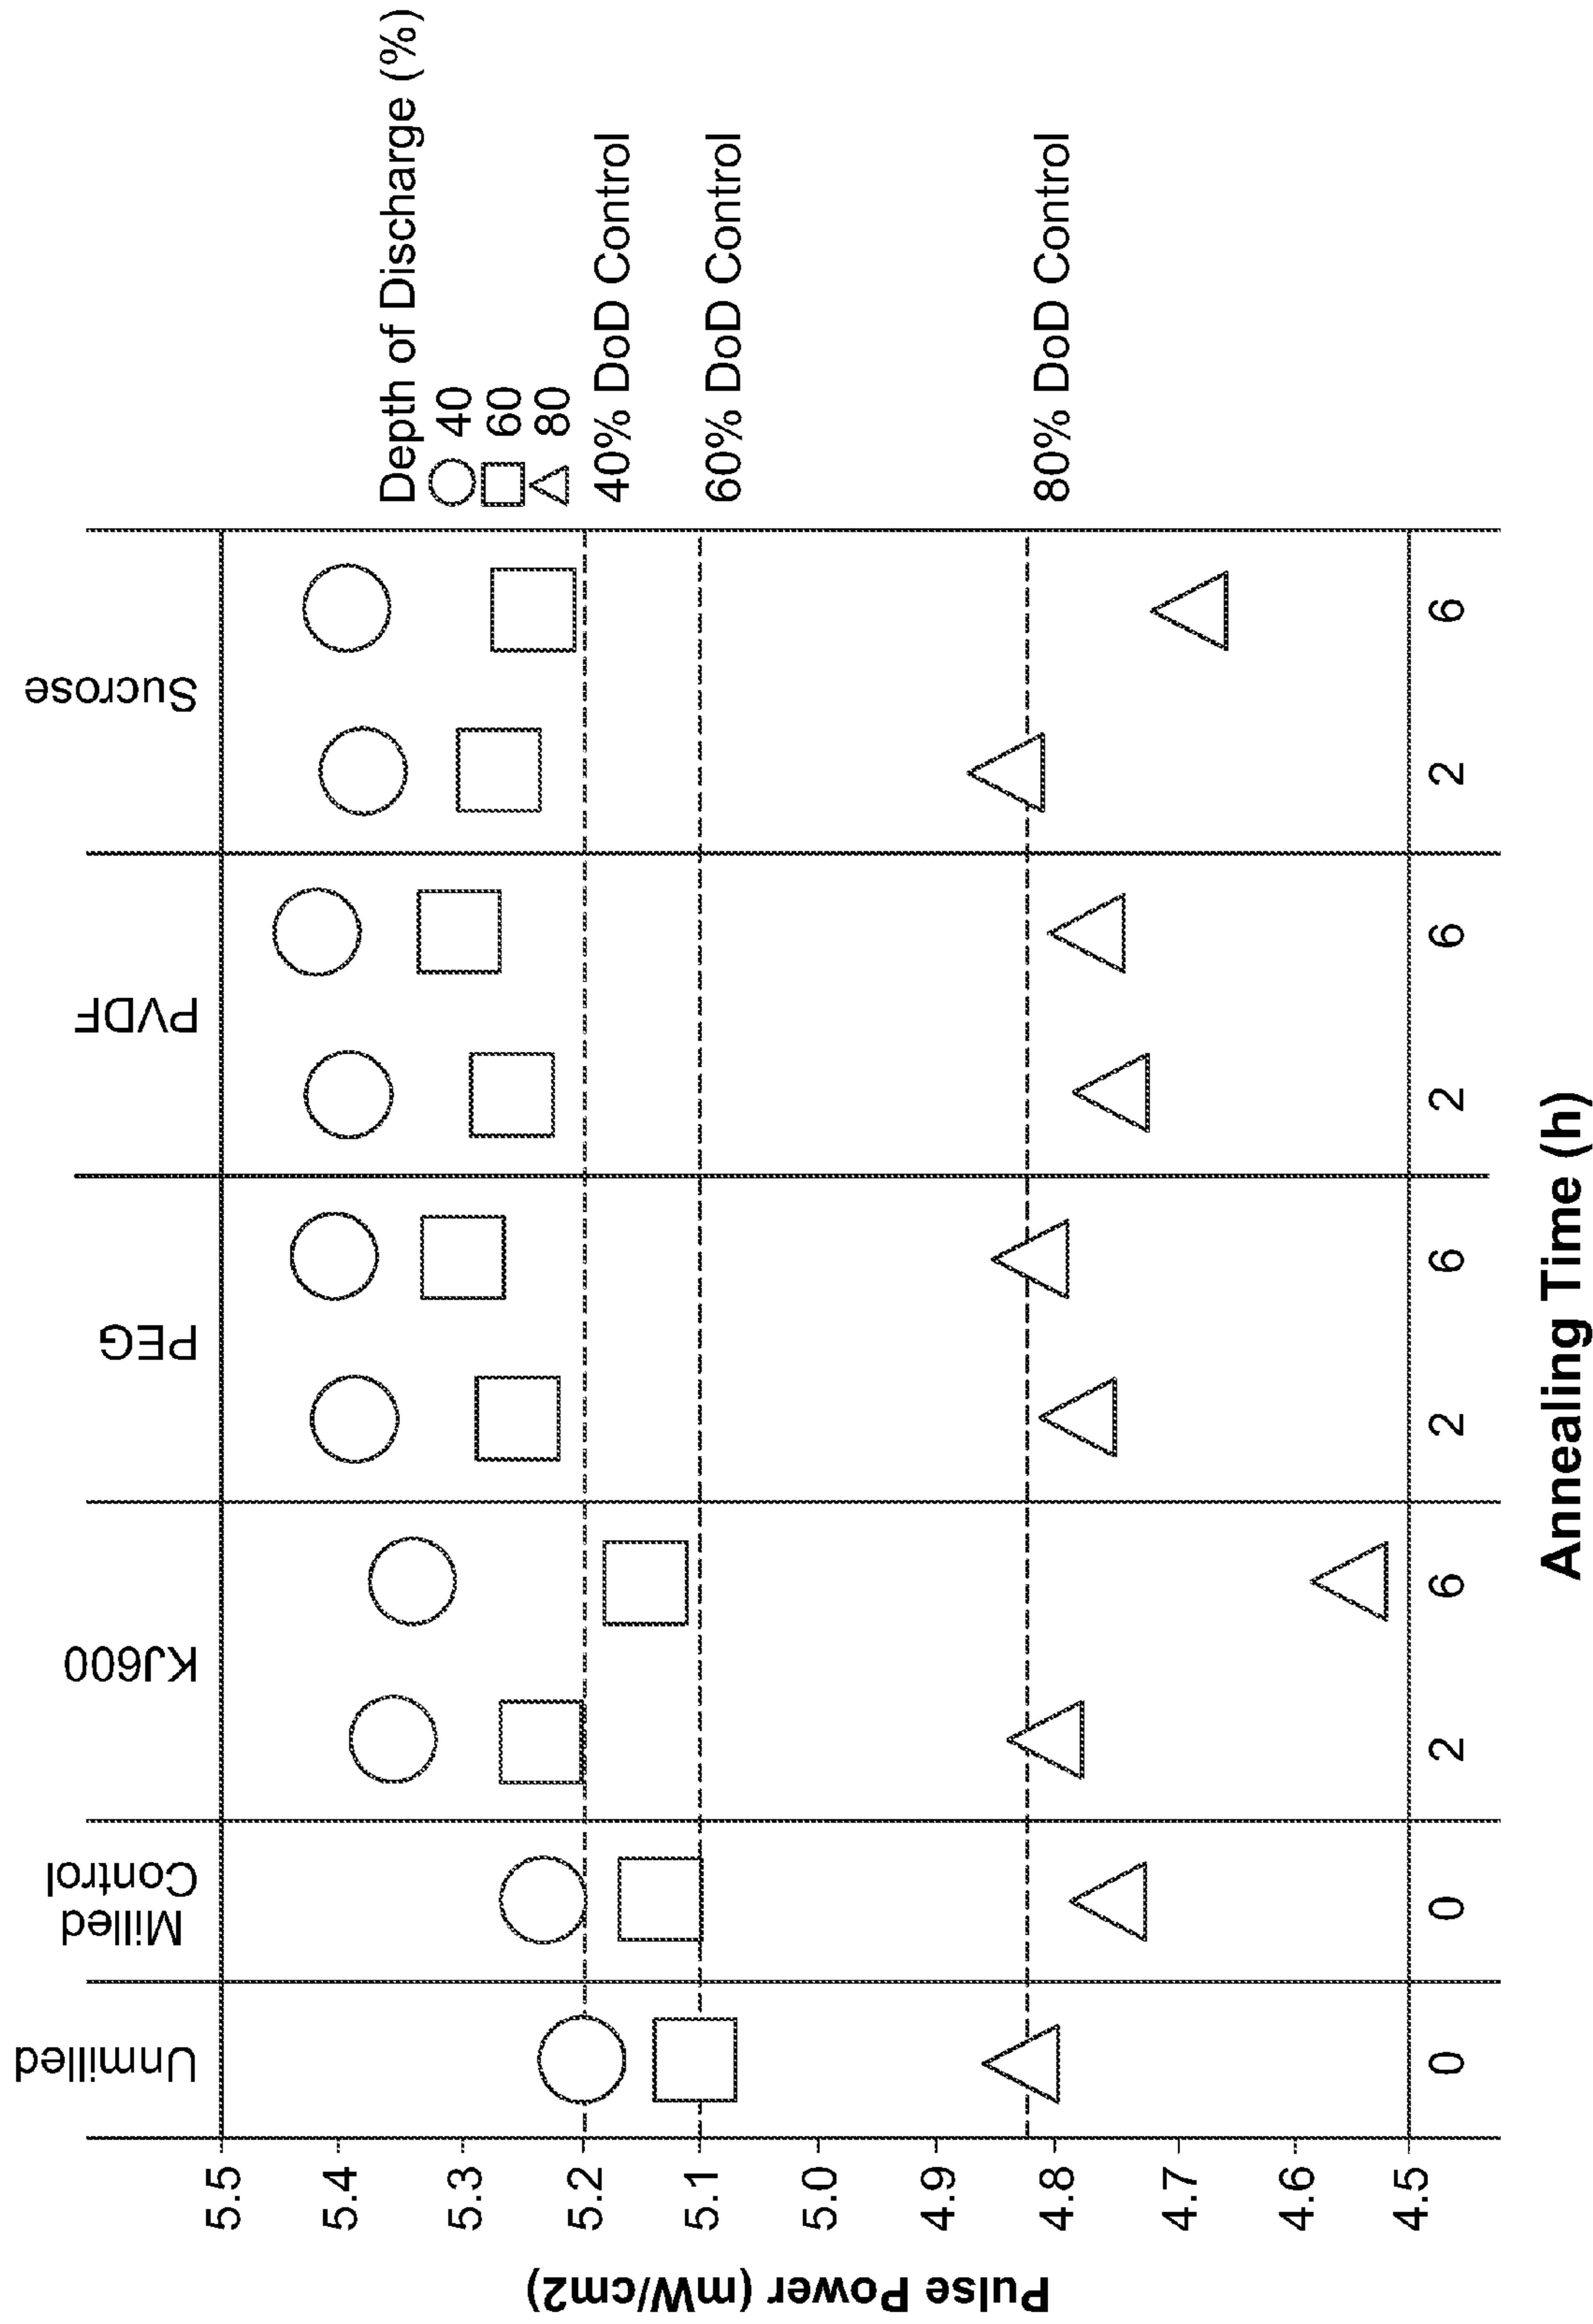 Unmilled
Milled
Control
KJ600
PEG
PVDF
Sucrose
Depth of Discharge (%)
40
60
80
40% DoD Control
60% DoD Control
80% DoD Control
Pulse Power (mW/cm2)
5.5
5.4
5.3
5.2
5.1
5.0
4.9
4.8
4.7
4.6
4.5
0 0 2 6 2 6 2 6 2 6
Annealing Time (h)